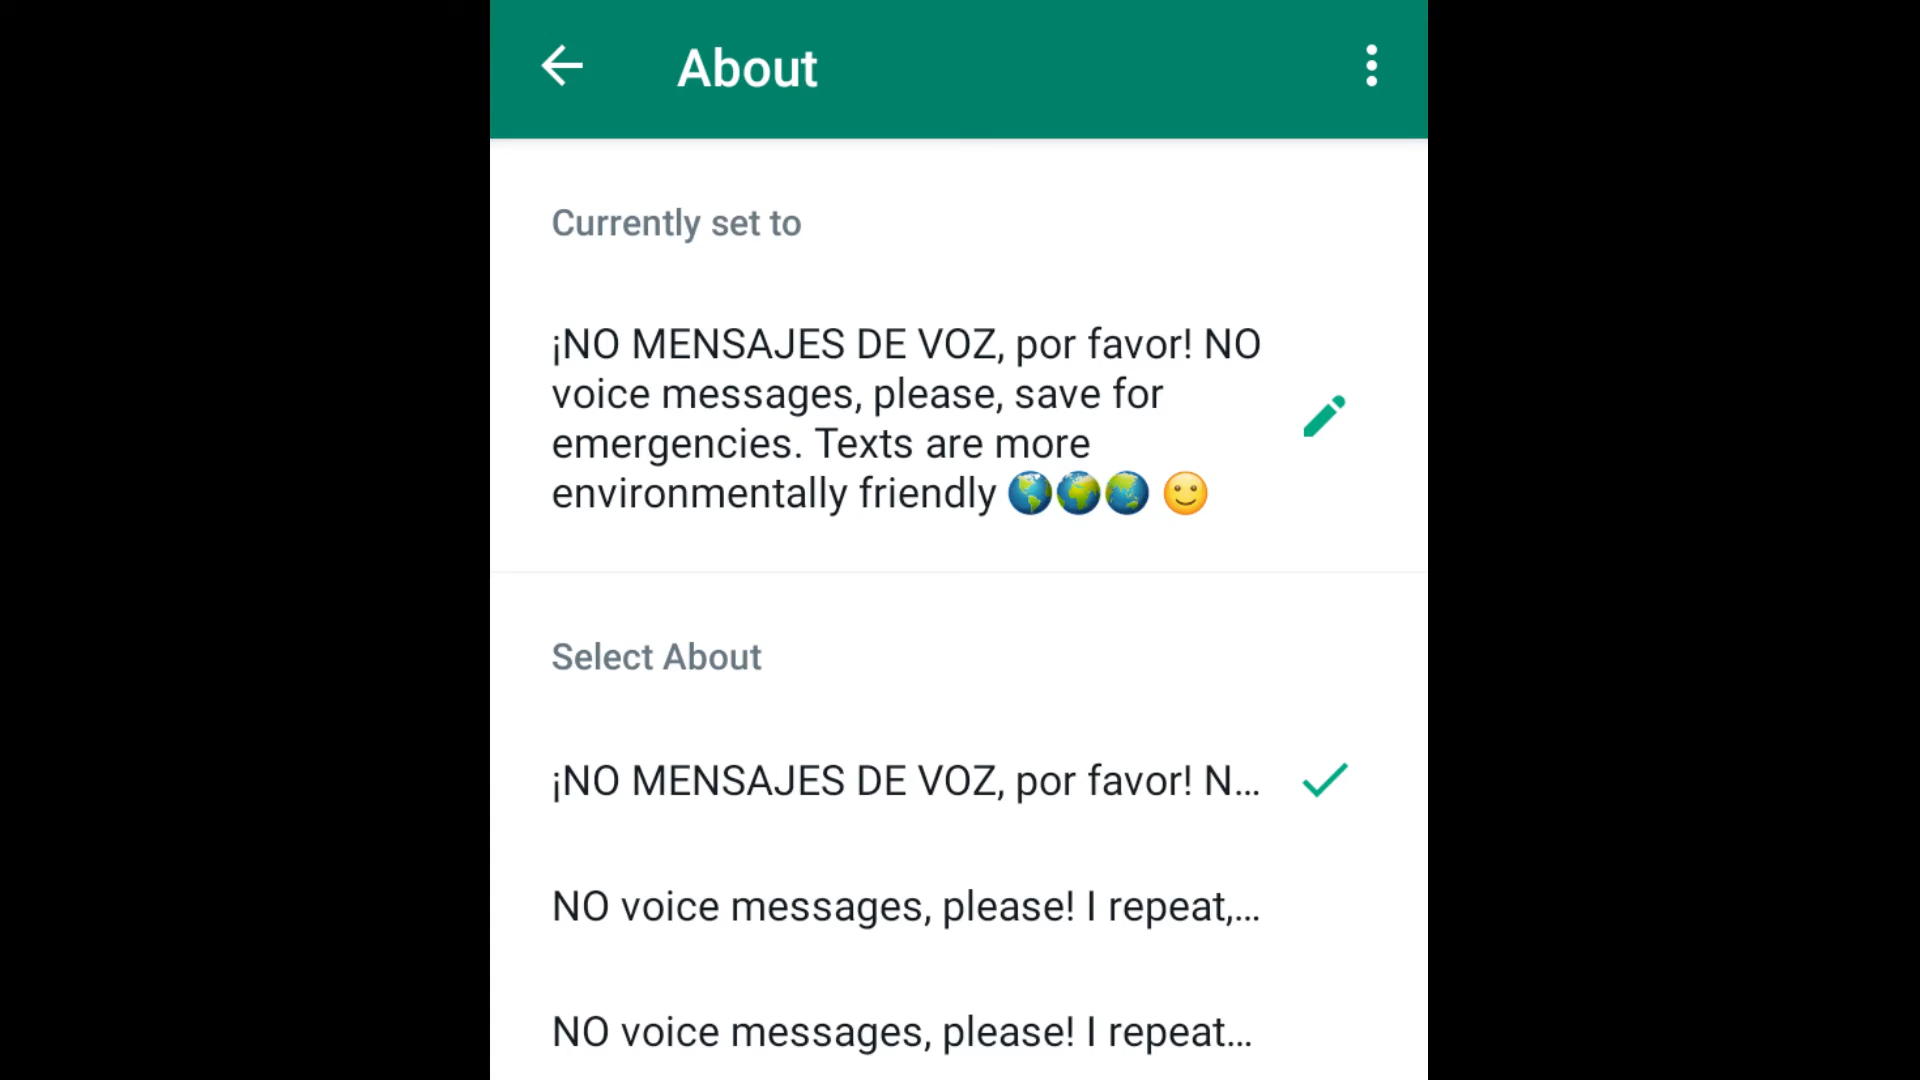 About
Currently set to
¡NO MENSAJES DE VOZ, por favor! NO
voice messages, please, save for
emergencies. Texts are more
environmentally friendly 🌎🌍🌏 🙂
Select About
¡NO MENSAJES DE VOZ, por favor! N...
NO voice messages, please! I repeat,...
NO voice messages, please! I repeat...